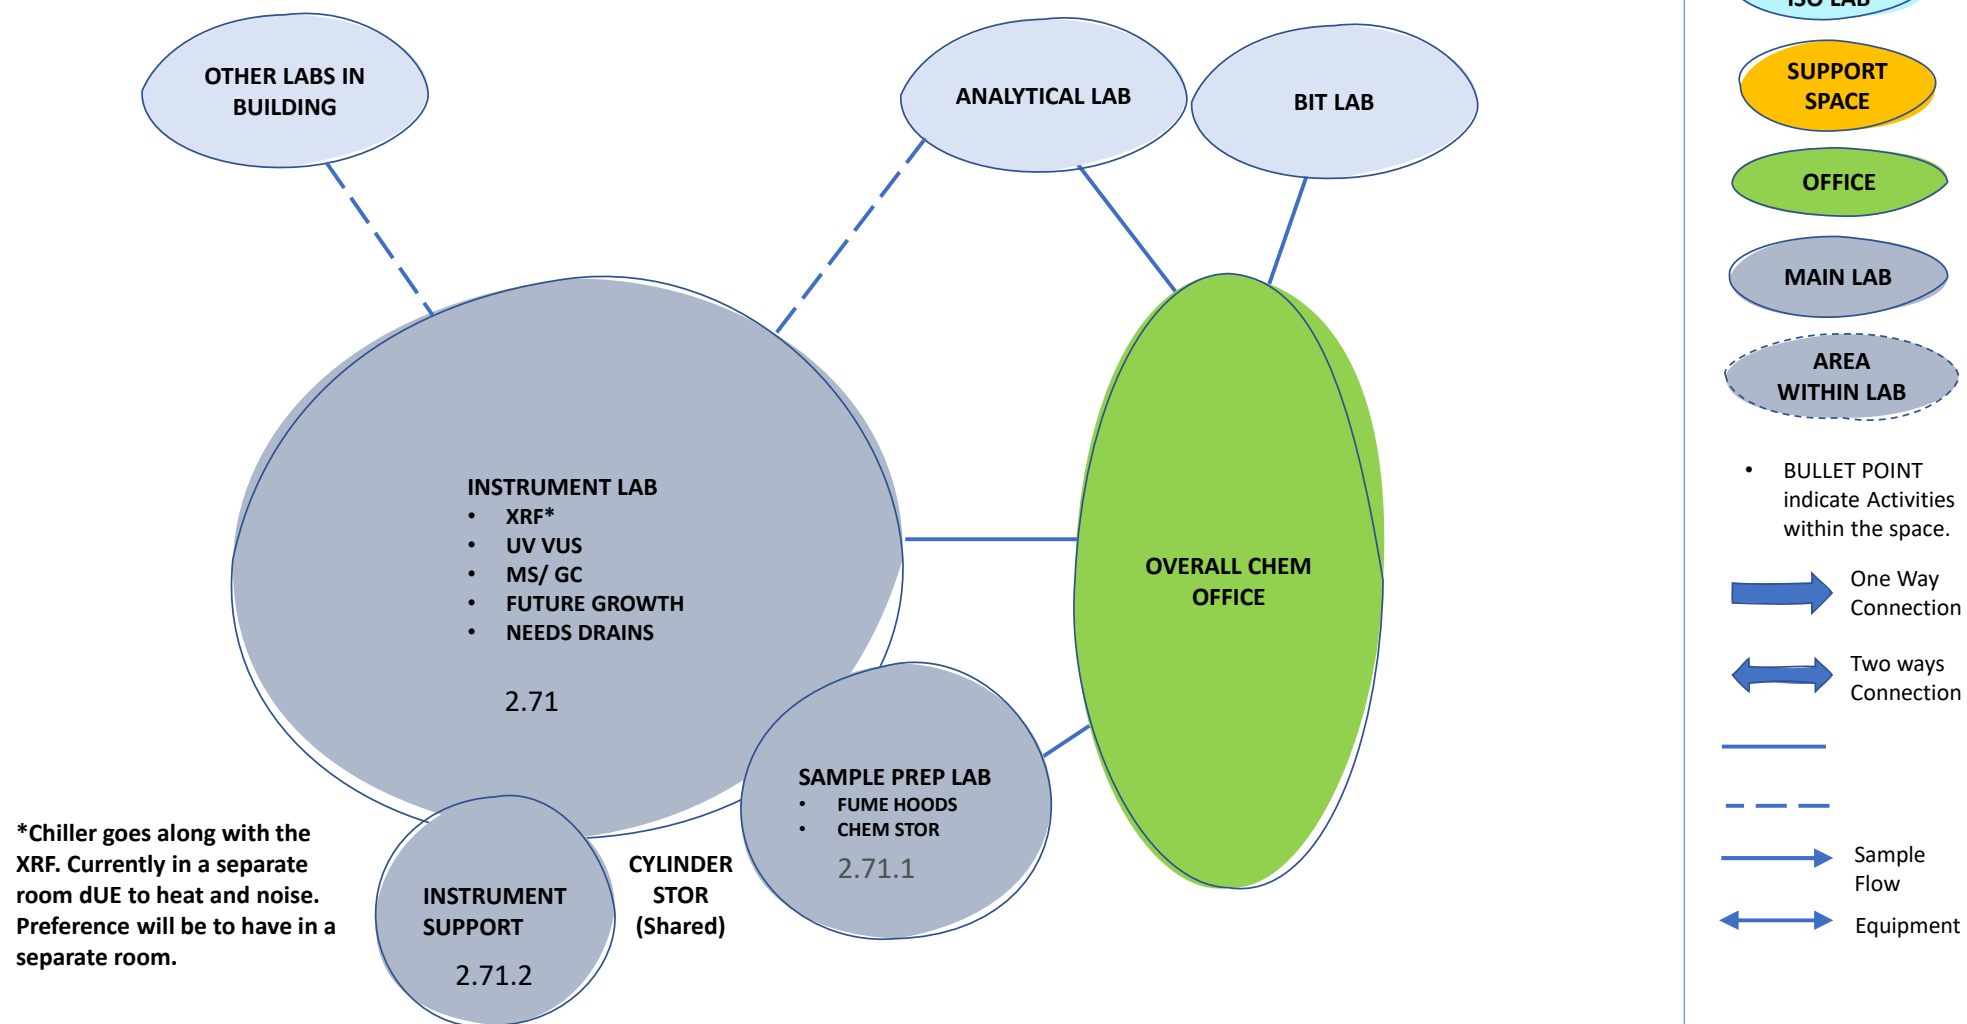 OTHER LABS IN
BUILDING
ANALYTICAL LAB
BIT LAB
INSTRUMENT LAB
• XRF*
• UV VUS
• MS/ GC
• FUTURE GROWTH
• NEEDS DRAINS
2.71
OVERALL CHEM
OFFICE
SAMPLE PREP LAB
• FUME HOODS
• CHEM STOR
2.71.1
*Chiller goes along with the
XRF. Currently in a separate
room dUE to heat and noise.
Preference will be to have in a
separate room.
INSTRUMENT
SUPPORT
2.71.2
CYLINDER
STOR
(Shared)
ISO LAB
SUPPORT
SPACE
OFFICE
MAIN LAB
AREA
WITHIN LAB
• BULLET POINT
indicate Activities
within the space.
One Way
Connection
Two ways
Connection
Sample
Flow
Equipment